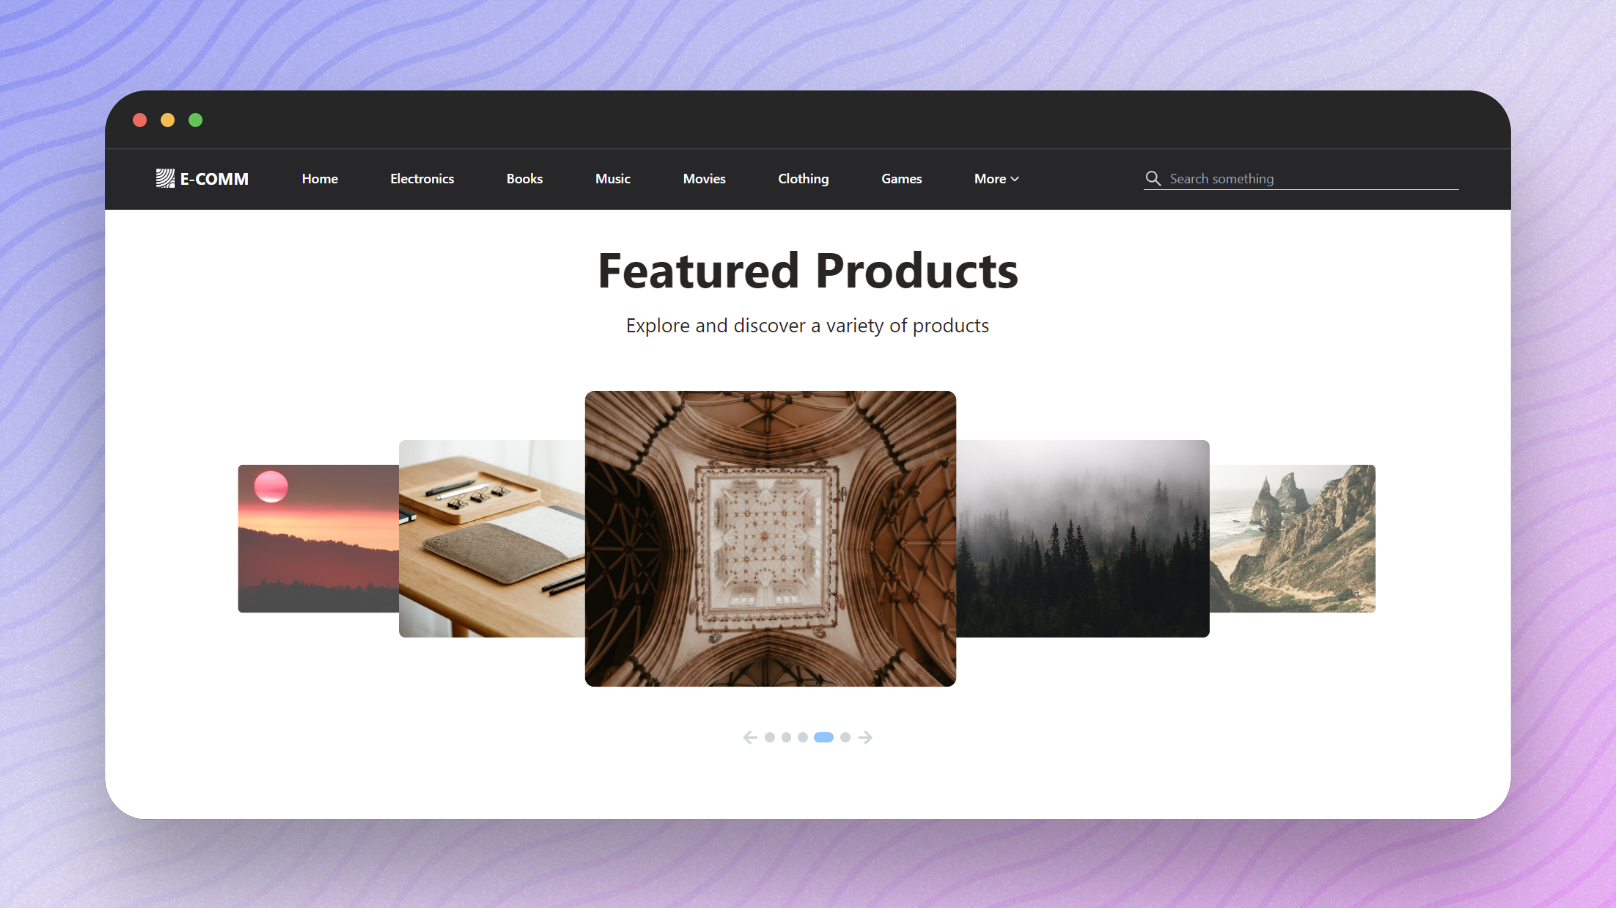 E-COMM
Home
Electronics
Books
Music
Movies
Clothing
Games
More
Search something
Featured Products
Explore and discover a variety of products